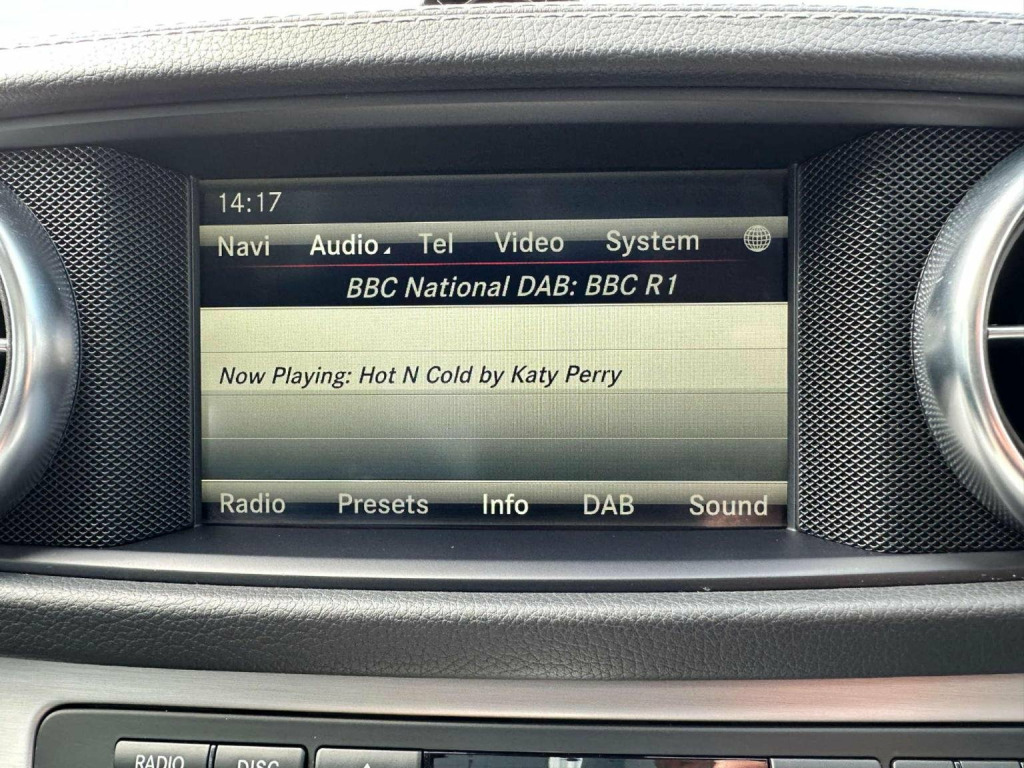 14:17
Navi Audio Tel Video System
BBC National DAB: BBC R1
Now Playing: Hot N Cold by Katy Perry
Radio Presets Info DAB Sound
RADIO DISC